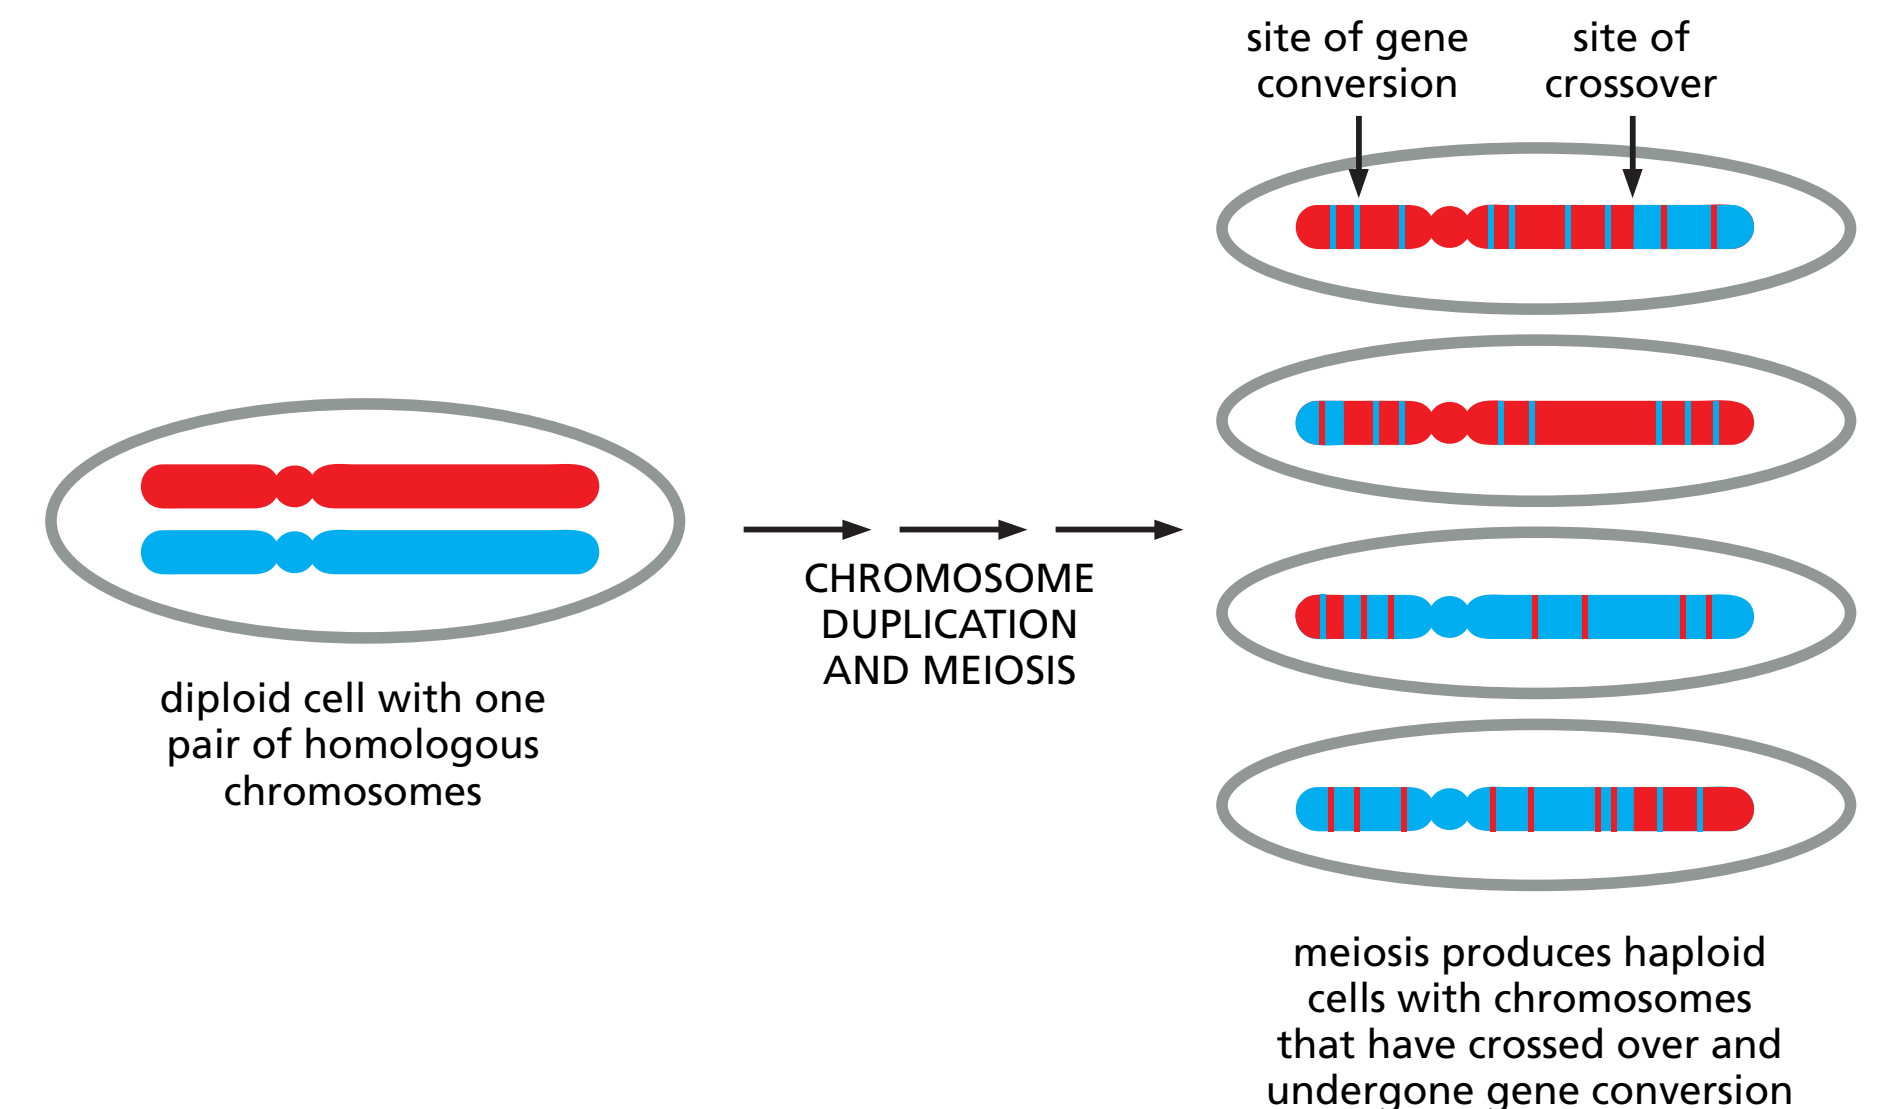 site of gene
conversion
site of
crossover
CHROMOSOME
DUPLICATION
AND MEIOSIS
diploid cell with one
pair of homologous
chromosomes
meiosis produces haploid
cells with chromosomes
that have crossed over and
undergone gene conversion